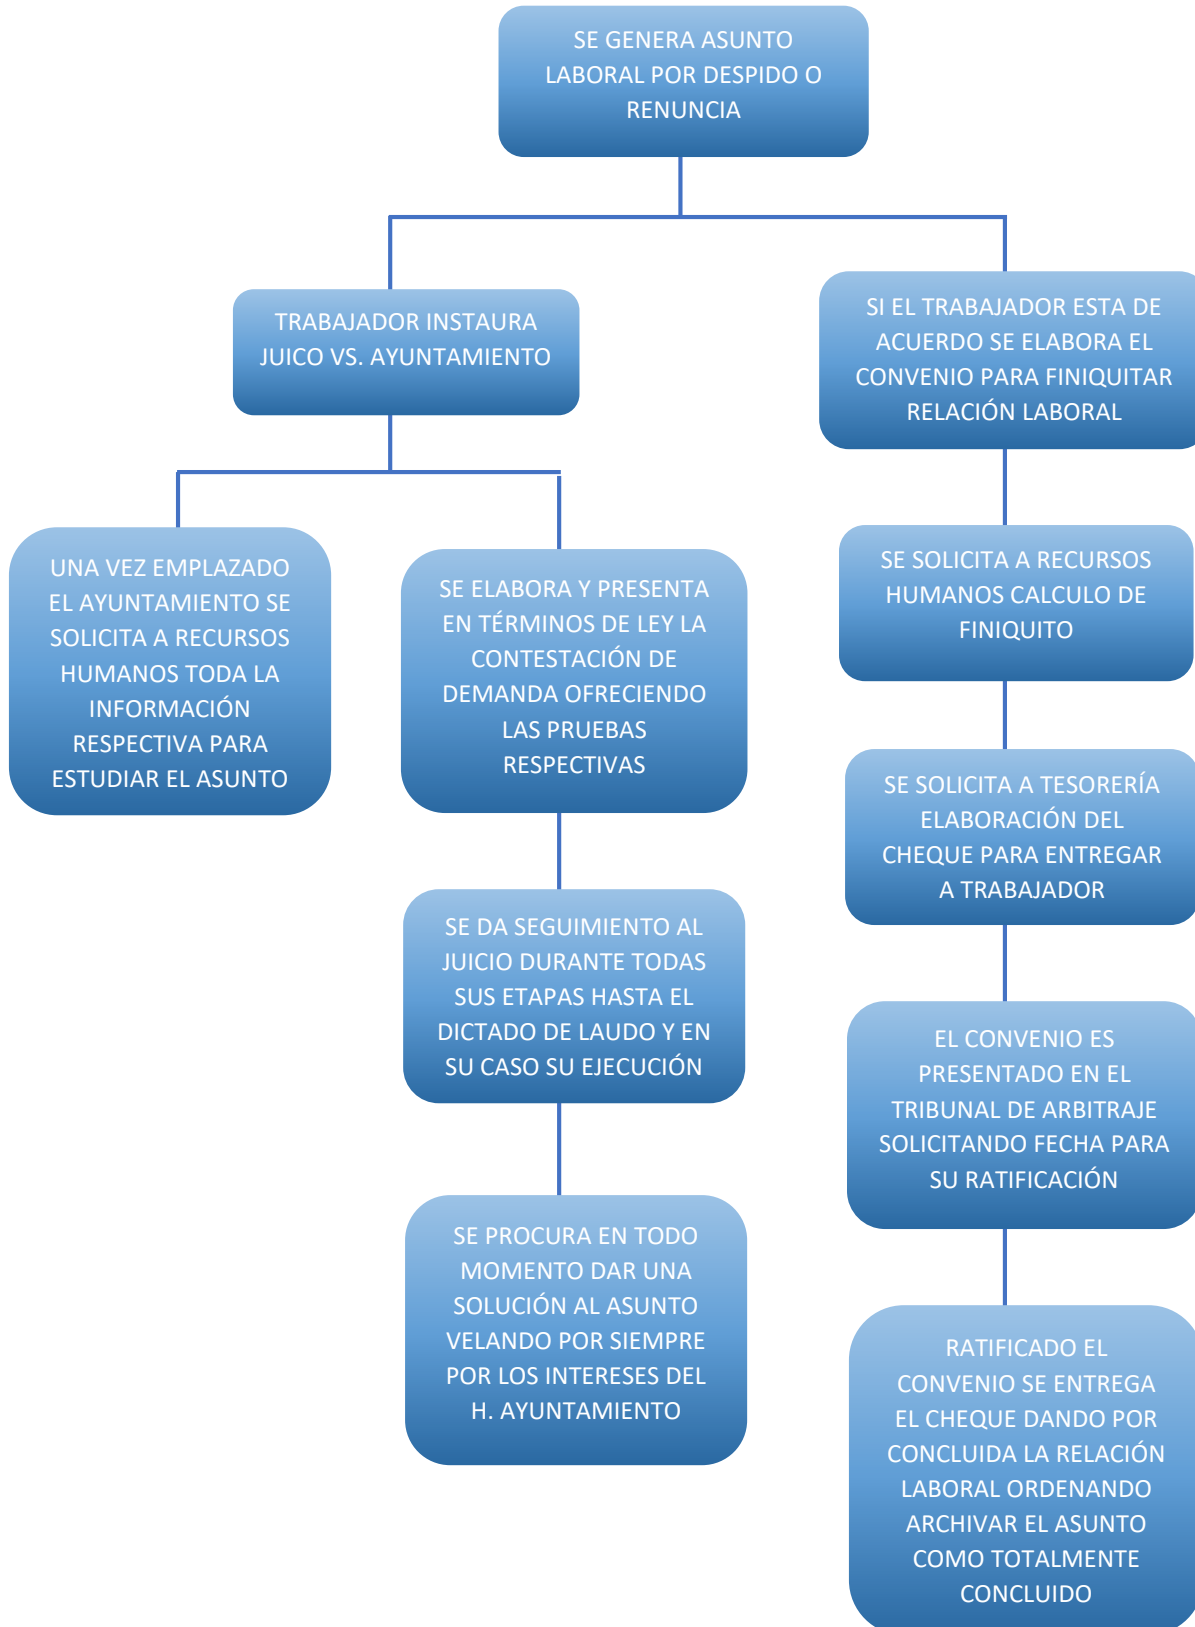 SE GENERA ASUNTO
LABORAL POR DESPIDO O
RENUNCIA
TRABAJADOR INSTAURA
JUICO VS. AYUNTAMIENTO
SI EL TRABAJADOR ESTA DE
ACUERDO SE ELABORA EL
CONVENIO PARA FINIQUITAR
RELACIÓN LABORAL
UNA VEZ EMPLAZADO
EL AYUNTAMIENTO SE
SOLICITA A RECURSOS
HUMANOS TODA LA
INFORMACIÓN
RESPECTIVA PARA
ESTUDIAR EL ASUNTO
SE ELABORA Y PRESENTA
EN TÉRMINOS DE LEY LA
CONTESTACIÓN DE
DEMANDA OFRECIENDO
LAS PRUEBAS
RESPECTIVAS
SE SOLICITA A RECURSOS
HUMANOS CALCULO DE
FINIQUITO
SE SOLICITA A TESORERÍA
ELABORACIÓN DEL
CHEQUE PARA ENTREGAR
A TRABAJADOR
SE DA SEGUIMIENTO AL
JUICIO DURANTE TODAS
SUS ETAPAS HASTA EL
DICTADO DE LAUDO Y EN
SU CASO SU EJECUCIÓN
EL CONVENIO ES
PRESENTADO EN EL
TRIBUNAL DE ARBITRAJE
SOLICITANDO FECHA PARA
SU RATIFICACIÓN
SE PROCURA EN TODO
MOMENTO DAR UNA
SOLUCIÓN AL ASUNTO
VELANDO POR SIEMPRE
POR LOS INTERESES DEL
H. AYUNTAMIENTO
RATIFICADO EL
CONVENIO SE ENTREGA
EL CHEQUE DANDO POR
CONCLUIDA LA RELACIÓN
LABORAL ORDENANDO
ARCHIVAR EL ASUNTO
COMO TOTALMENTE
CONCLUIDO